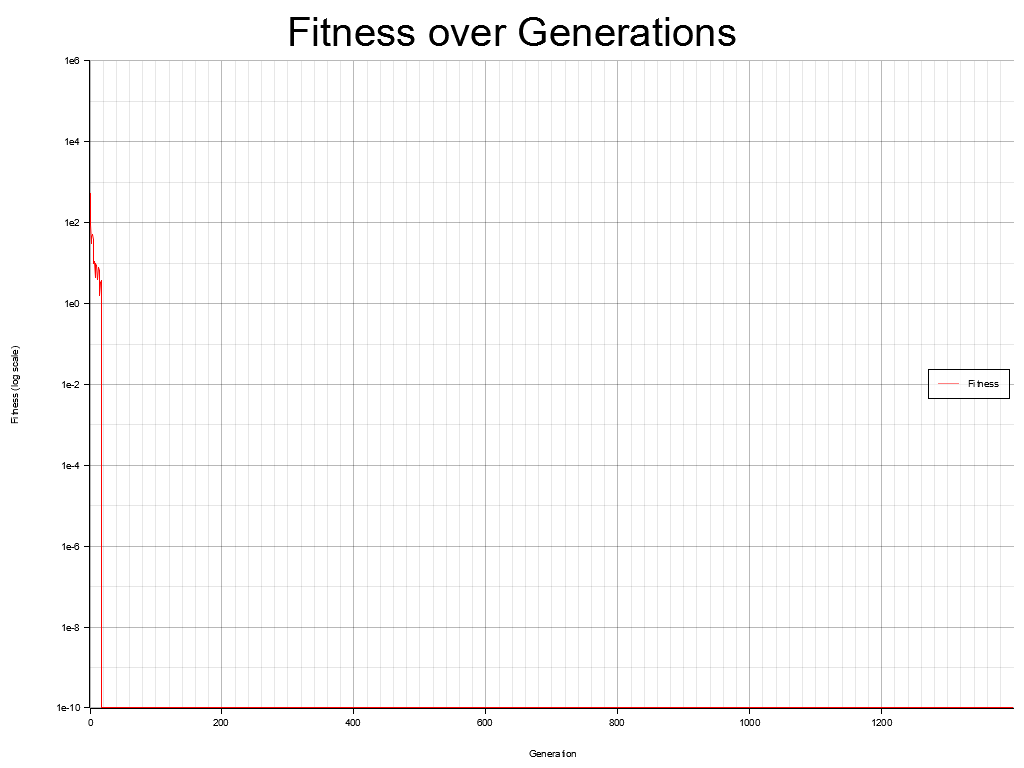 Fitness over Generations
1e6
1e4
1e2
1e0
1e-2
1e-4
1e-6
1e-8
1e-10
Fitness (log scale)
Fitness
0 200 400 600 800 1000 1200
Generation